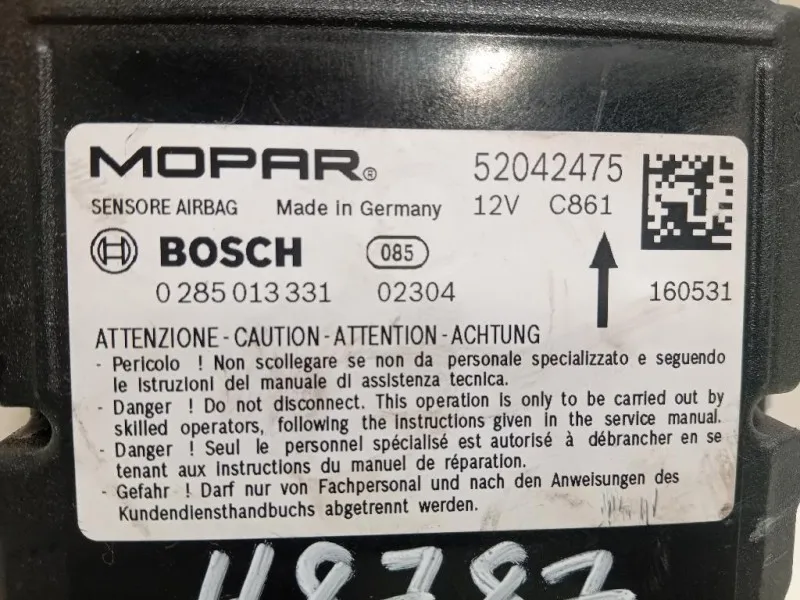 MOPAR® 52042475
SENSORE AIRBAG Made in Germany 12V C861
BOSCH 085
0 285 013 331 02304 160531
ATTENZIONE - CAUTION - ATTENTION - ACHTUNG
- Pericolo ! Non scollegare se non da personale specializzato e seguendo
le istruzioni del manuale di assistenza tecnica.
- Danger ! Do not disconnect. This operation is only to be carried out by
skilled operators, following the instructions given in the service manual.
- Danger ! Seul le personnel spécialisé est autorisé à débrancher en se
tenant aux instructions du manuel de réparation.
- Gefahr ! Darf nur von Fachpersonal und nach den Anweisungen des
Kundendiensthandbuchs abgetrennt werden.